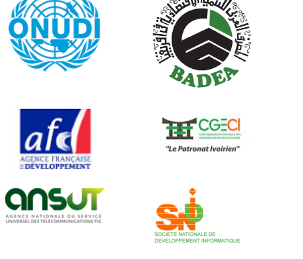 ONUDI
BADEA
afd
AGENCE FRANÇAISE
DE DÉVELOPPEMENT
CGECI
"Le Patronat Ivoirien"
ansut
AGENCE NATIONALE DU SERVICE
UNIVERSEL DES TÉLÉCOMMUNICATIONS-TIC
SNDI
SOCIETE NATIONALE DE
DEVELOPPEMENT INFORMATIQUE